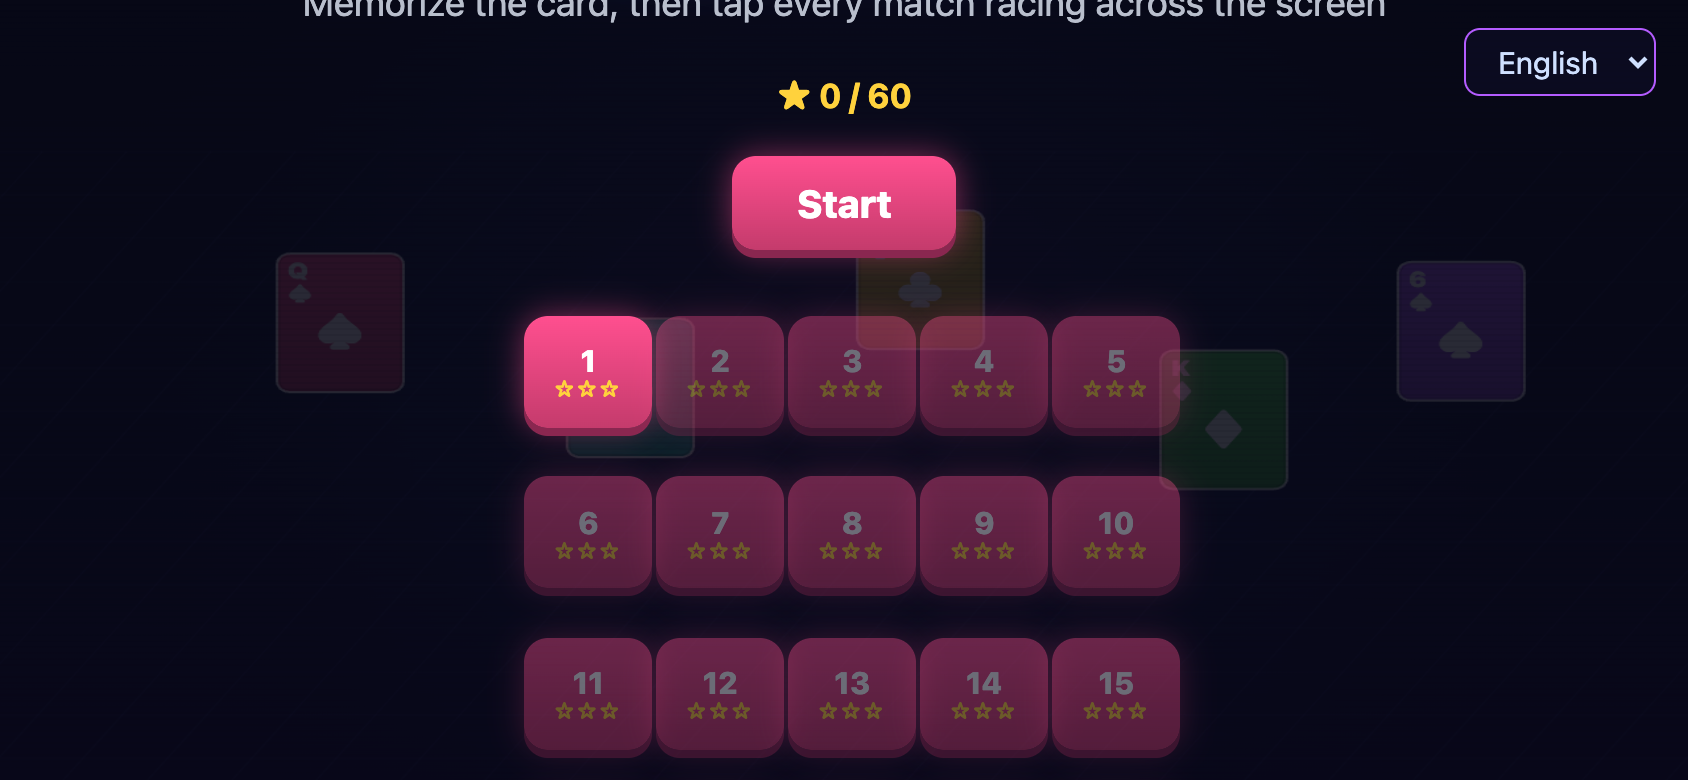 Memorize the card, then tap every match racing across the screen
English
0 / 60
Start
Q
6
K
1
2
3
4
5
6
7
8
9
10
11
12
13
14
15